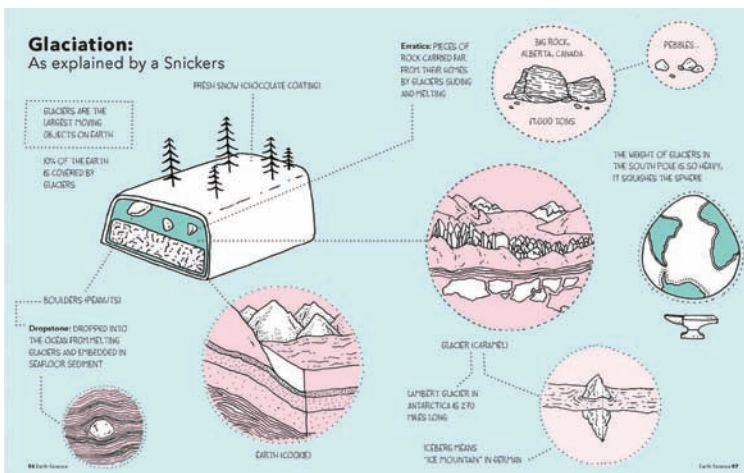 Glaciation:
As explained by a Snickers
FRESH SNOW (CHOCOLATE COATING)
GLACIERS ARE THE
LARGEST MOVING
OBJECTS ON EARTH
10% OF THE EARTH
IS COVERED BY
GLACIERS
BOULDERS (PEANUTS)
Dropstone: DROPPED INTO
THE OCEAN FROM MELTING
GLACIERS AND EMBEDDED IN
SEAFLOOR SEDIMENT
EARTH (COOKIE)
Erratics: PIECES OF
ROCK CARRIED FAR
FROM THEIR HOMES
BY GLACIERS SLIDING
AND MELTING
BIG ROCK,
ALBERTA, CANADA
17,000 TONS
PEBBLES...
THE WEIGHT OF GLACIERS IN
THE SOUTH POLE IS SO HEAVY,
IT SQUISHES THE SPHERE
GLACIER (CARAMEL)
LAMBERT GLACIER IN
ANTARCTICA IS 270
MILES LONG
ICEBERG MEANS
"ICE MOUNTAIN" IN GERMAN
Earth Science
Earth Science